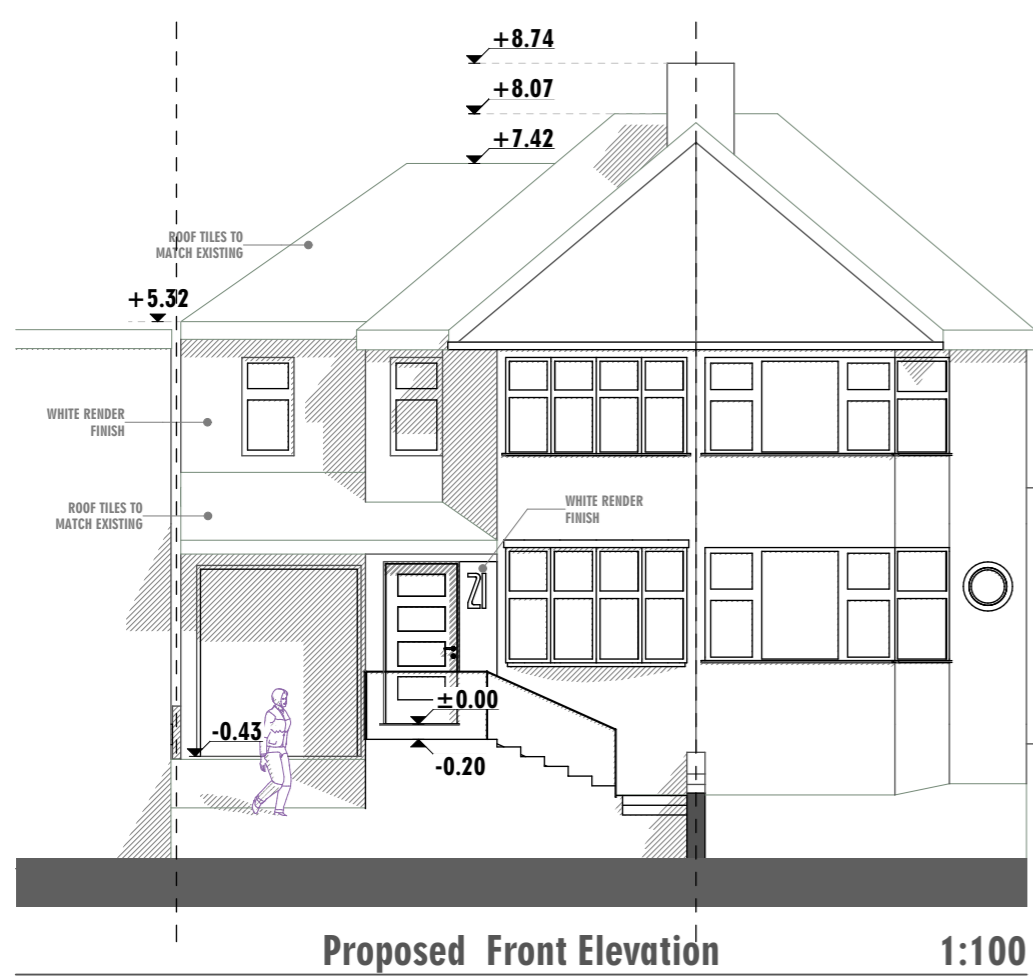 +8.74
+8.07
+7.42
ROOF TILES TO
MATCH EXISTING
+5.32
WHITE RENDER
FINISH
ROOF TILES TO
MATCH EXISTING
WHITE RENDER
FINISH
21
±0.00
-0.43
-0.20
Proposed Front Elevation 1:100